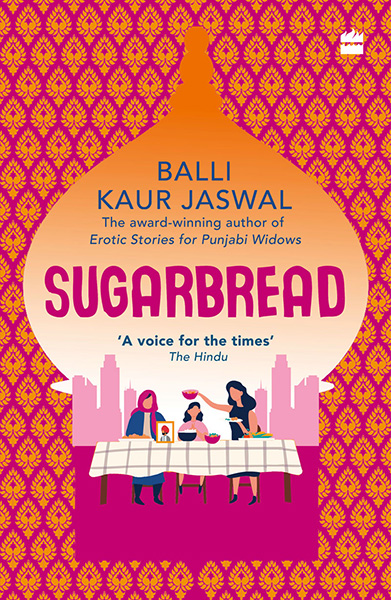 BALLI
KAUR JASWAL
The award-winning author of
Erotic Stories for Punjabi Widows
SUGARBREAD
‘A voice for the times’
The Hindu